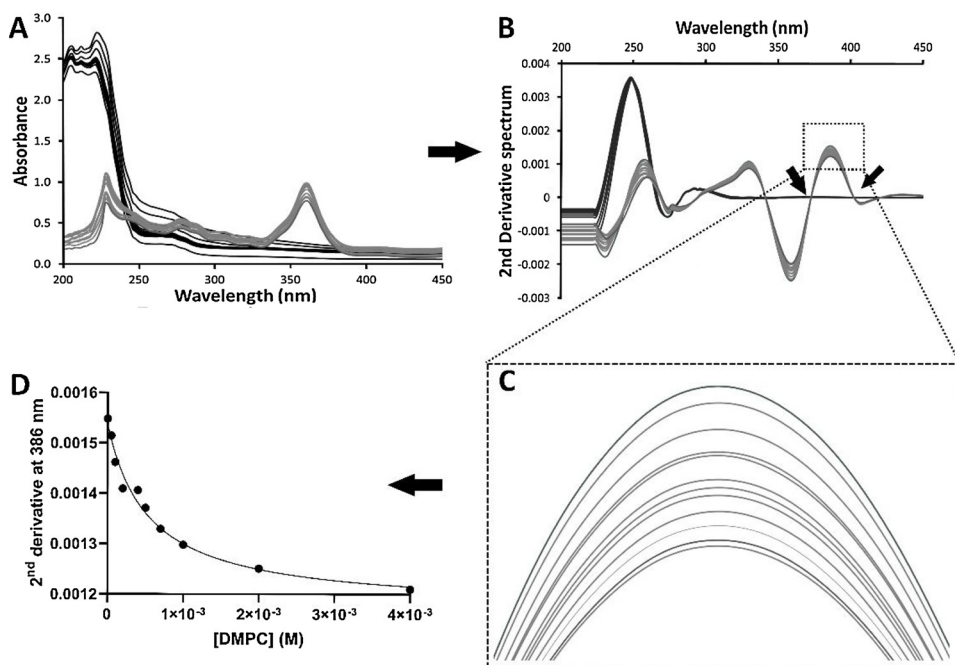 A
3.0
2.5
2.0
1.5
1.0
0.5
0.0
Absorbance
200 250 300 350 400 450
Wavelength (nm)
B
Wavelength (nm)
200 250 300 350 400 450
0.004
0.003
0.002
0.001
0
-0.001
-0.002
-0.003
2nd Derivative spectrum
D
0.0016
0.0015
0.0014
0.0013
0.0012
2nd derivative at 386 nm
0 1×10-3 2×10-3 3×10-3 4×10-3
[DMPC] (M)
C